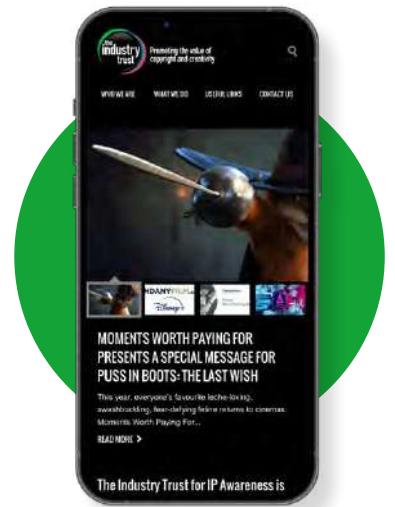 the
industry
trust
Promoting the value of
copyright and creativity
WHO WE ARE WHAT WE DO USEFUL LINKS CONTACT US
NDANYFILM
Disney+
MOMENTS WORTH PAYING FOR
PRESENTS A SPECIAL MESSAGE FOR
PUSS IN BOOTS: THE LAST WISH
This year, everyone's favourite leche-loving,
swashbuckling, fear-defying feline returns to cinemas.
Moments Worth Paying For...
READ MORE >
The Industry Trust for IP Awareness is